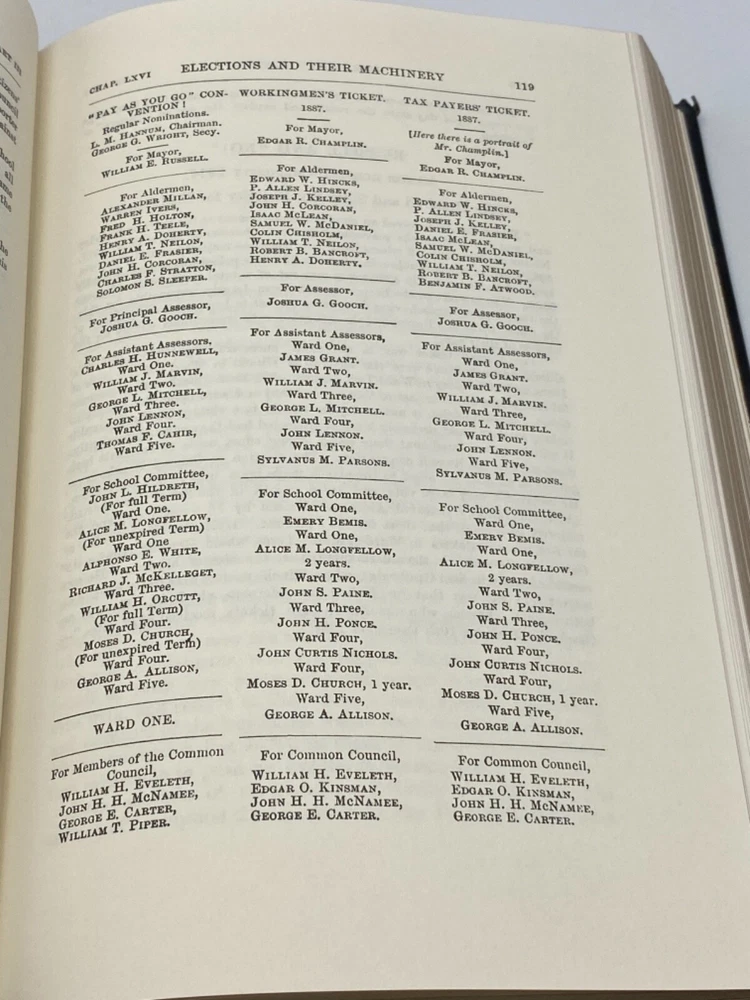 CHAP. LXVI ELECTIONS AND THEIR MACHINERY 119
"PAY AS YOU GO" CON-
VENTION!
Regular Nominations.
L. M. HANNUM, Chairman.
GEORGE G. WRIGHT, Secy.
For Mayor,
WILLIAM E. RUSSELL.
For Aldermen,
ALEXANDER MILLAN,
WARREN IVERS,
FRED H. HOLTON,
FRANK H. TEELE,
HENRY A. DOHERTY,
WILLIAM T. NEILON,
DANIEL E. FRASIER,
JOHN H. CORCORAN,
CHARLES F. STRATTON,
SOLOMON S. SLEEPER.
For Principal Assessor,
JOSHUA G. GOOCH.
For Assistant Assessors,
CHARLES H. HUNNEWELL,
Ward One.
WILLIAM J. MARVIN,
Ward Two.
GEORGE L. MITCHELL,
Ward Three.
JOHN LENNON,
Ward Four.
THOMAS F. CAHIR,
Ward Five.
For School Committee,
JOHN L. HILDRETH,
(For full Term)
Ward One.
ALICE M. LONGFELLOW,
(For unexpired Term)
Ward One
ALPHONSO E. WHITE,
Ward Two.
RICHARD J. MCKELLEGET,
Ward Three.
WILLIAM H. ORCUTT,
(For full Term)
Ward Four.
MOSES D. CHURCH,
(For unexpired Term)
Ward Four.
GEORGE A. ALLISON,
Ward Five.
WARD ONE.
For Members of the Common
Council,
WILLIAM H. EVELETH,
JOHN H. H. MCNAMEE,
GEORGE E. CARTER,
WILLIAM T. PIPER.
WORKINGMEN'S TICKET.
1887.
For Mayor,
EDGAR R. CHAMPLIN.
For Aldermen,
EDWARD W. HINCKS,
P. ALLEN LINDSEY,
JOSEPH J. KELLEY,
JOHN H. CORCORAN,
ISAAC MCLEAN,
SAMUEL W. MCDANIEL,
COLIN CHISHOLM,
WILLIAM T. NEILON,
ROBERT B. BANCROFT,
HENRY A. DOHERTY.
For Assessor,
JOSHUA G. GOOCH.
For Assistant Assessors,
Ward One,
JAMES GRANT.
Ward Two,
WILLIAM J. MARVIN.
Ward Three,
GEORGE L. MITCHELL.
Ward Four,
JOHN LENNON.
Ward Five,
SYLVANUS M. PARSONS.
For School Committee,
Ward One,
EMERY BEMIS.
Ward One,
ALICE M. LONGFELLOW,
2 years.
Ward Two,
JOHN S. PAINE.
Ward Three,
JOHN H. PONCE.
Ward Four,
JOHN CURTIS NICHOLS.
Ward Four,
MOSES D. CHURCH, 1 year.
Ward Five,
GEORGE A. ALLISON.
For Common Council,
WILLIAM H. EVELETH,
EDGAR O. KINSMAN,
JOHN H. H. MCNAMEE,
GEORGE E. CARTER.
TAX PAYERS' TICKET.
1887.
[Here there is a portrait of
Mr. Champlin.]
For Mayor,
EDGAR R. CHAMPLIN.
For Aldermen,
EDWARD W. HINCKS,
P. ALLEN LINDSEY,
JOSEPH J. KELLEY,
DANIEL E. FRASIER,
ISAAC MCLEAN,
SAMUEL W. MCDANIEL,
COLIN CHISHOLM,
WILLIAM T. NEILON,
ROBERT B. BANCROFT,
BENJAMIN F. ATWOOD.
For Assessor,
JOSHUA G. GOOCH.
For Assistant Assessors,
Ward One,
JAMES GRANT.
Ward Two,
WILLIAM J. MARVIN.
Ward Three,
GEORGE L. MITCHELL.
Ward Four,
JOHN LENNON.
Ward Five,
SYLVANUS M. PARSONS.
For School Committee,
Ward One,
EMERY BEMIS.
Ward One,
ALICE M. LONGFELLOW,
2 years.
Ward Two,
JOHN S. PAINE.
Ward Three,
JOHN H. PONCE.
Ward Four,
JOHN CURTIS NICHOLS.
Ward Four,
MOSES D. CHURCH, 1 year.
Ward Five,
GEORGE A. ALLISON.
For Common Council,
WILLIAM H. EVELETH,
EDGAR O. KINSMAN,
JOHN H. H. MCNAMEE,
GEORGE E. CARTER.